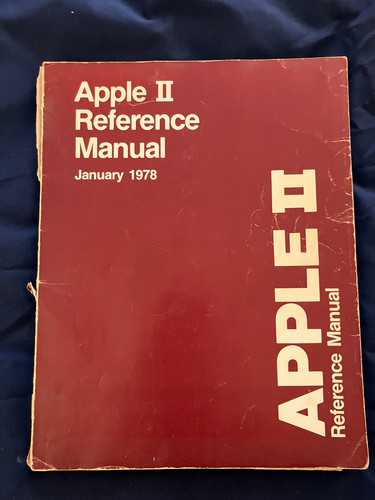 Apple II
Reference
Manual
January 1978
APPLE II
Reference Manual